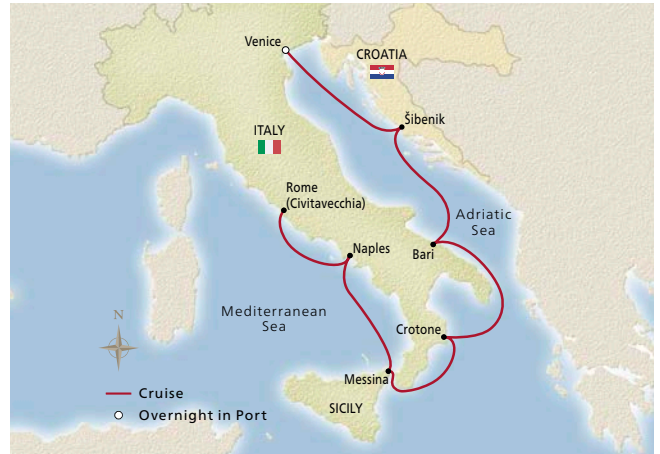 Venice
CROATIA
Šibenik
ITALY
Rome
(Civitavecchia)
Adriatic
Sea
Naples
Bari
Mediterranean
Sea
N
Crotone
Messina
Cruise
SICILY
Overnight in Port